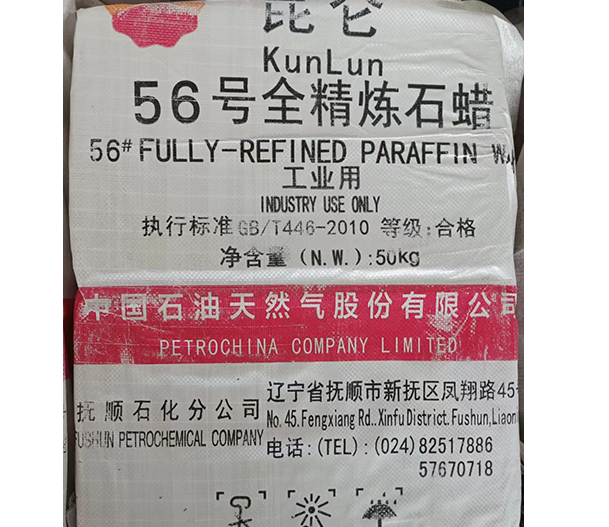 昆仑
KunLun
56号全精炼石蜡
56# FULLY-REFINED PARAFFIN
工业用
INDUSTRY USE ONLY
执行标准GB/T446-2010 等级:合格
净含量 (N.W.):50kg
中国石油天然气股份有限公司
PETROCHINA COMPANY LIMITED
抚顺石化分公司
FUSHUN PETROCHEMICAL COMPANY
辽宁省抚顺市新抚区凤翔路45
No.45.Fengxiang Rd..Xinfu District.Fushun,Liaoni
电话:(TEL):(024)82517886
57670718